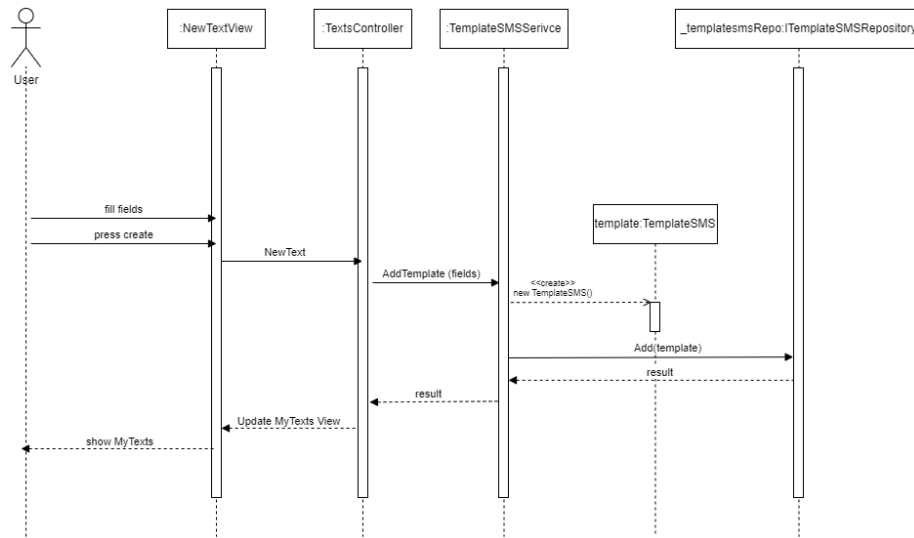 :NewTextView
:TextsController
:TemplateSMSSerivce
_templatesmsRepo:ITemplateSMSRepository
User
fill fields
template:TemplateSMS
press create
NewText
AddTemplate (fields)
<<create>>
new TemplateSMS()
Add(template)
result
result
Update MyTexts View
show MyTexts